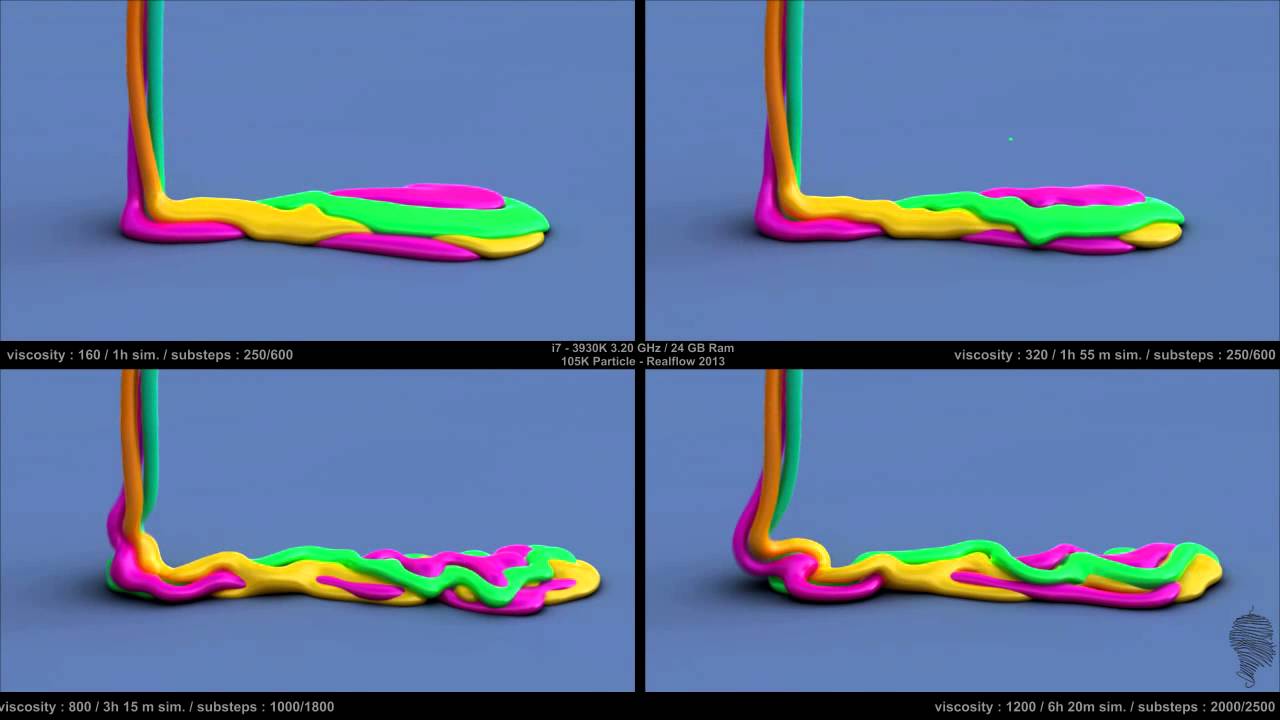 viscosity : 160 / 1h sim. / substeps : 250/600
i7 - 3930K 3.20 GHz / 24 GB Ram
105K Particle - Realflow 2013
viscosity : 320 / 1h 55 m sim. / substeps : 250/600
viscosity : 800 / 3h 15 m sim. / substeps : 1000/1800
viscosity : 1200 / 6h 20m sim. / substeps : 2000/2500